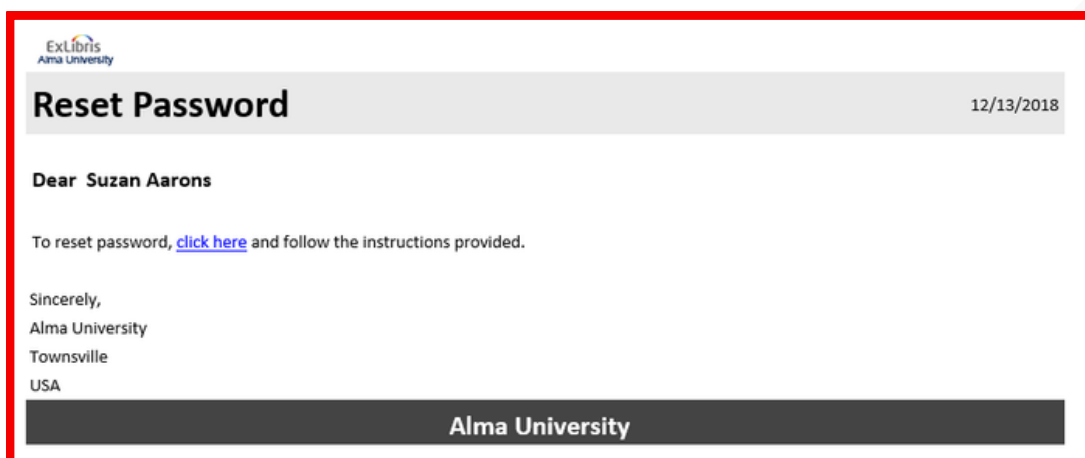 ExLibris
Alma University
Reset Password 12/13/2018
Dear Suzan Aarons
To reset password, click here and follow the instructions provided.
Sincerely,
Alma University
Townsville
USA
Alma University